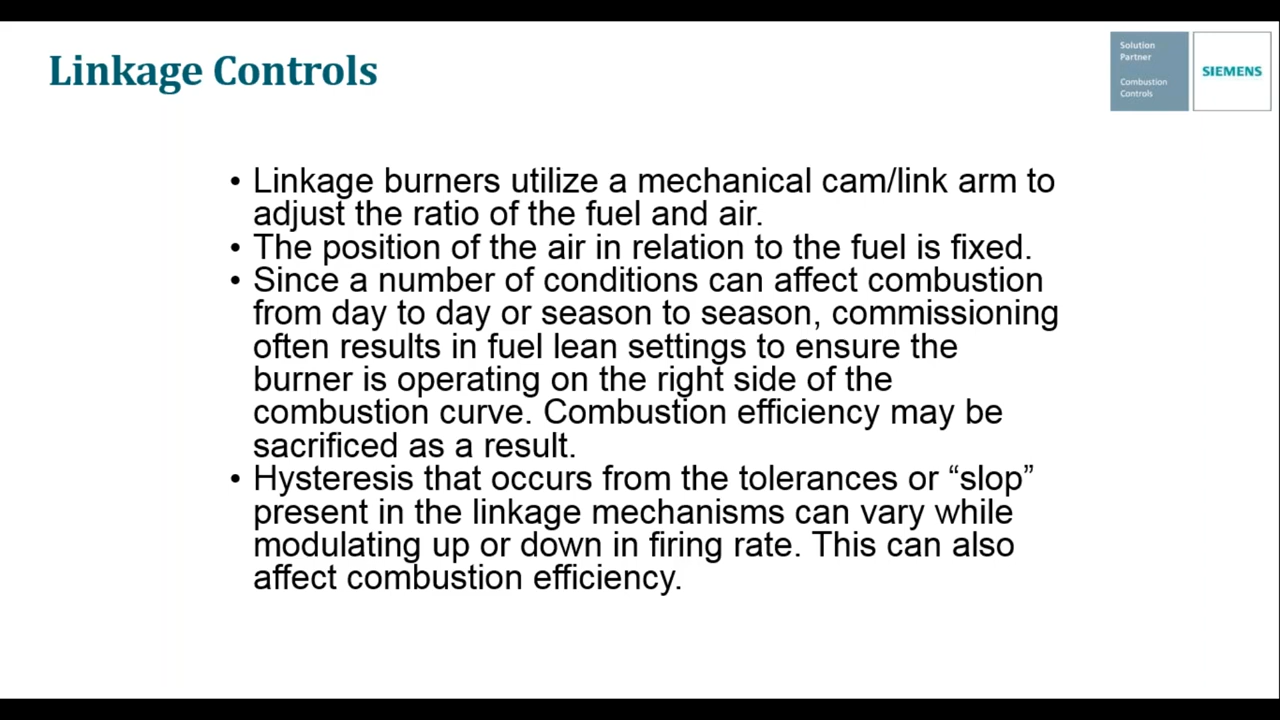 Linkage Controls
Solution
Partner
Combustion
Controls
SIEMENS
• Linkage burners utilize a mechanical cam/link arm to
adjust the ratio of the fuel and air.
• The position of the air in relation to the fuel is fixed.
• Since a number of conditions can affect combustion
from day to day or season to season, commissioning
often results in fuel lean settings to ensure the
burner is operating on the right side of the
combustion curve. Combustion efficiency may be
sacrificed as a result.
• Hysteresis that occurs from the tolerances or “slop”
present in the linkage mechanisms can vary while
modulating up or down in firing rate. This can also
affect combustion efficiency.